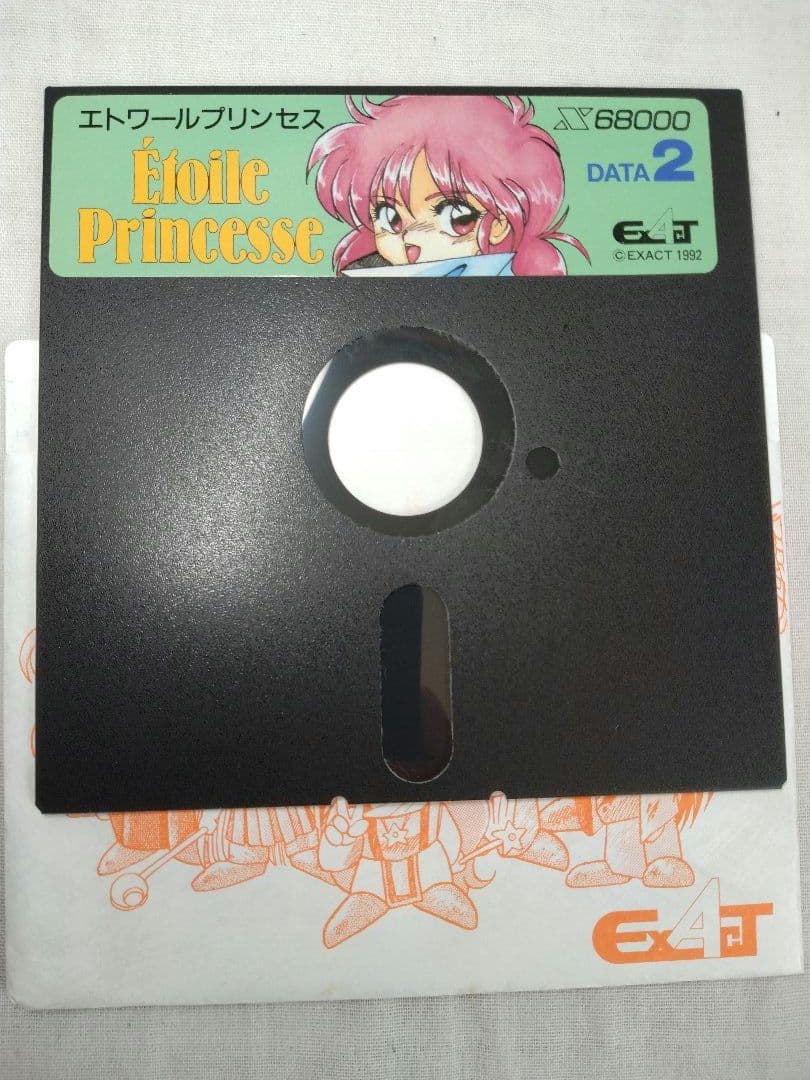 エトワールプリンセス
Étoile
Princesse
X68000
DATA 2
EXACT
© EXACT 1992
EXACT